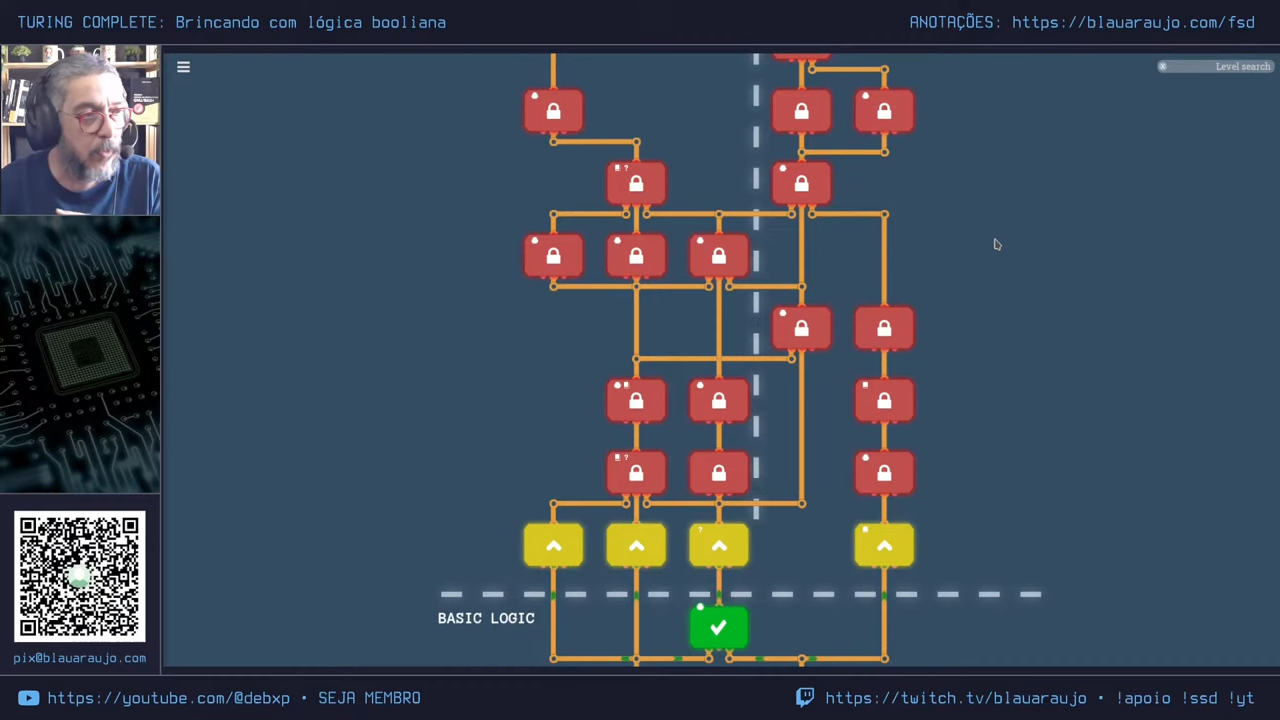 TURING COMPLETE: Brincando com lógica booliana
ANOTAÇÕES: https://blauaraujo.com/fsd
Level search
BASIC LOGIC
pix@blauaraujo.com
https://youtube.com/@debxp • SEJA MEMBRO
https://twitch.tv/blauaraujo • !apoio !ssd !yt